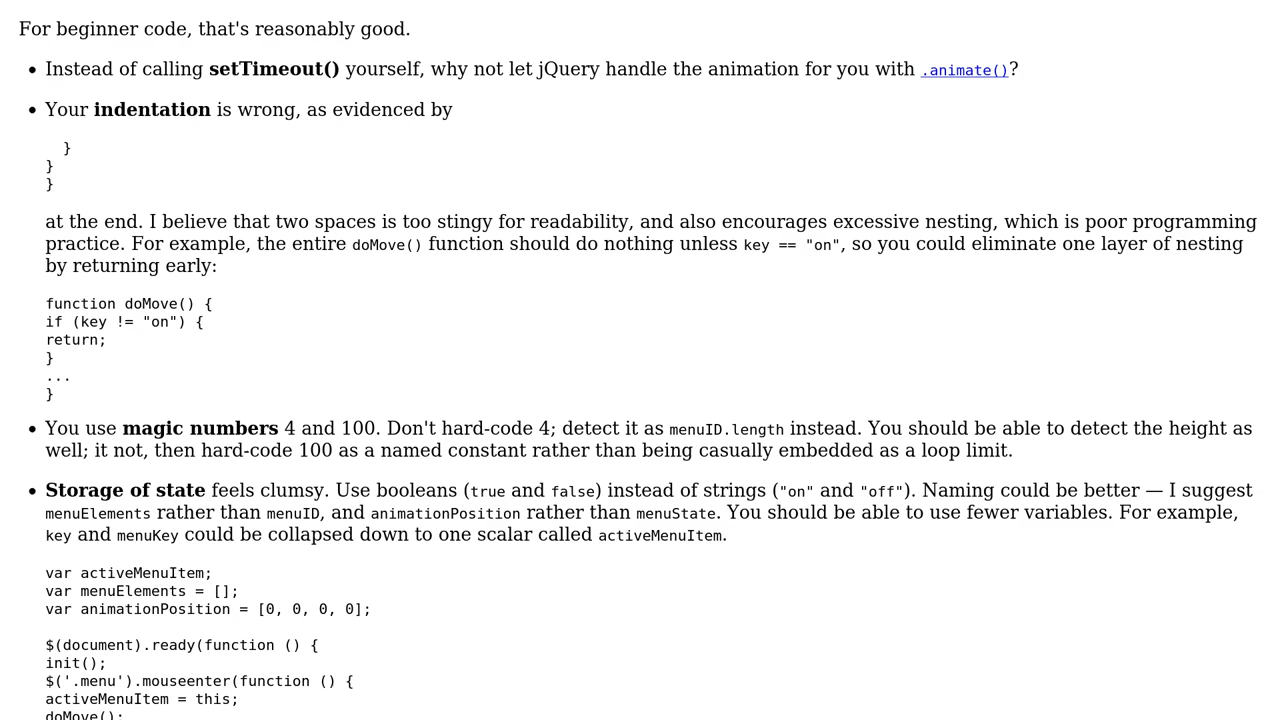 For beginner code, that's reasonably good.
Instead of calling setTimeout() yourself, why not let jQuery handle the animation for you with .animate()?
Your indentation is wrong, as evidenced by
  }
}
}
at the end. I believe that two spaces is too stingy for readability, and also encourages excessive nesting, which is poor programming
practice. For example, the entire doMove() function should do nothing unless key == "on", so you could eliminate one layer of nesting
by returning early:
function doMove() {
if (key != "on") {
return;
}
...
}
You use magic numbers 4 and 100. Don't hard-code 4; detect it as menuID.length instead. You should be able to detect the height as
well; it not, then hard-code 100 as a named constant rather than being casually embedded as a loop limit.
Storage of state feels clumsy. Use booleans (true and false) instead of strings ("on" and "off"). Naming could be better — I suggest
menuElements rather than menuID, and animationPosition rather than menuState. You should be able to use fewer variables. For example,
key and menuKey could be collapsed down to one scalar called activeMenuItem.
var activeMenuItem;
var menuElements = [];
var animationPosition = [0, 0, 0, 0];
$(document).ready(function () {
init();
$('.menu').mouseenter(function () {
activeMenuItem = this;
doMove();